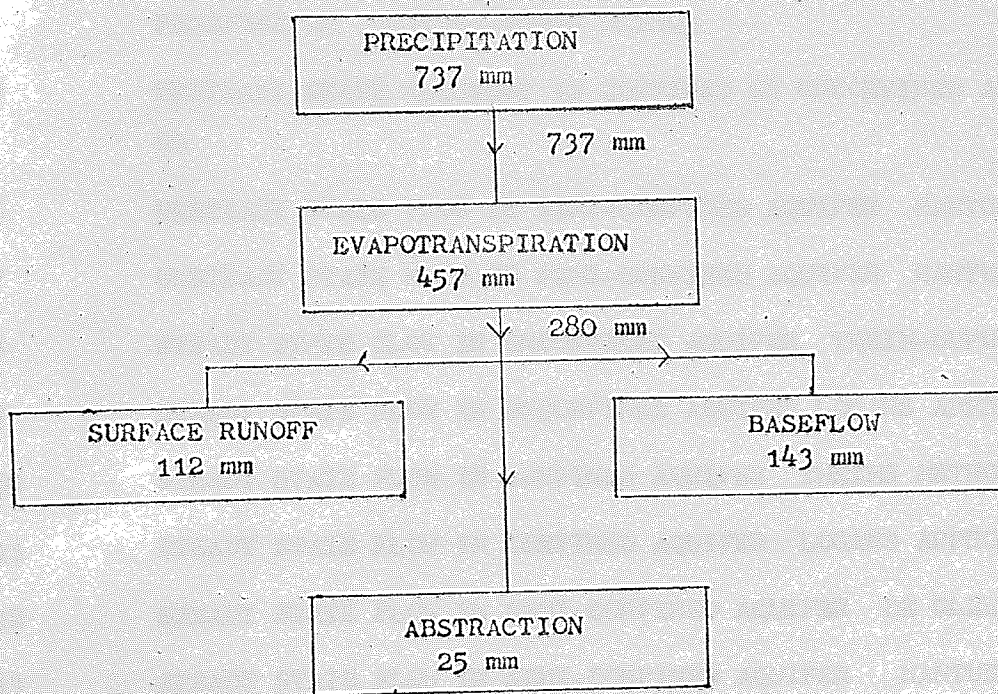 PRECIPITATION
737 mm
737 mm
EVAPOTRANSPIRATION
457 mm
280 mm
SURFACE RUNOFF
112 mm
BASEFLOW
143 mm
ABSTRACTION
25 mm